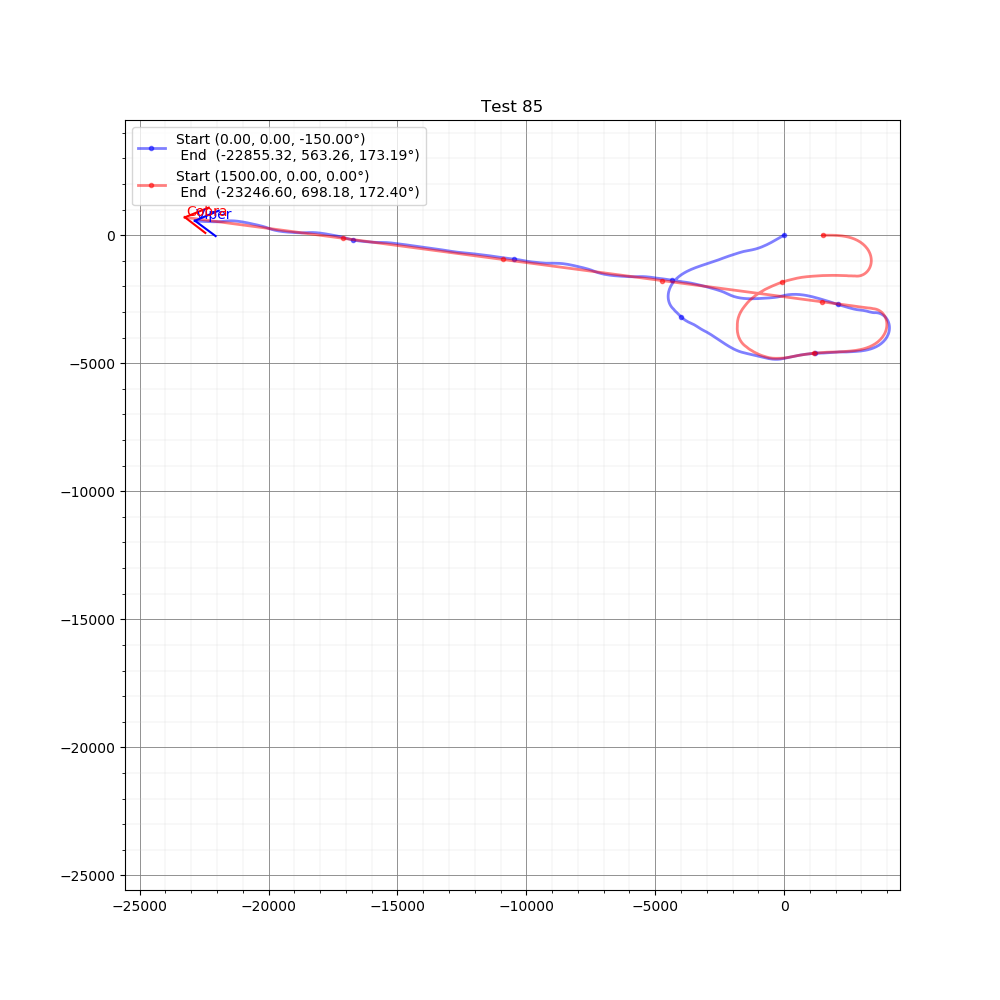 Test 85
Start (0.00, 0.00, -150.00°)
End  (-22855.32, 563.26, 173.19°)
Start (1500.00, 0.00, 0.00°)
End  (-23246.60, 698.18, 172.40°)
Cobra
Viper
0
−5000
−10000
−15000
−20000
−25000
−25000 −20000 −15000 −10000 −5000 0